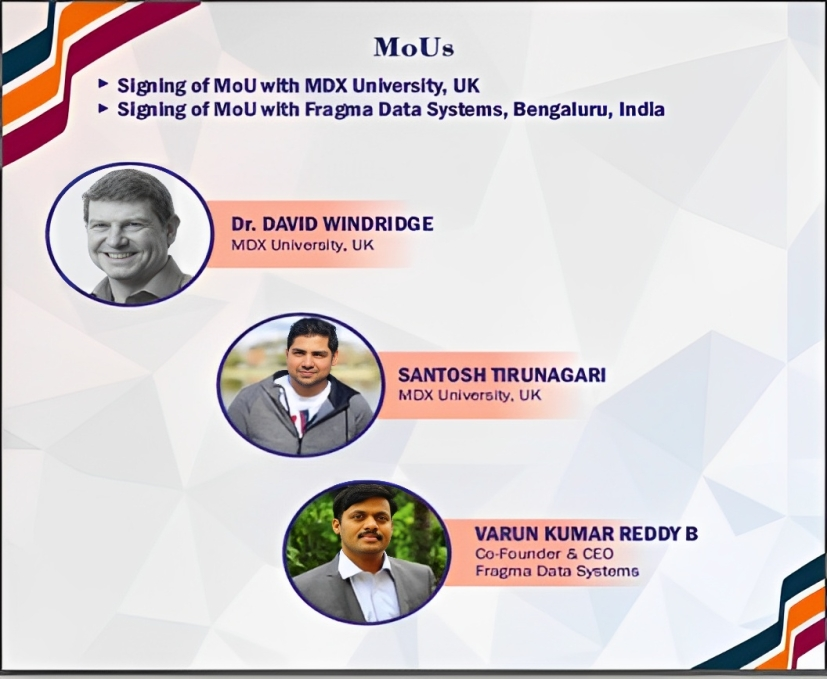 MoUs
Signing of MoU with MDX University, UK
Signing of MoU with Fragma Data Systems, Bengaluru, India
Dr. DAVID WINDRIDGE
MDX University, UK
SANTOSH TIRUNAGARI
MDX University, UK
VARUN KUMAR REDDY B
Co-Founder & CEO
Fragma Data Systems